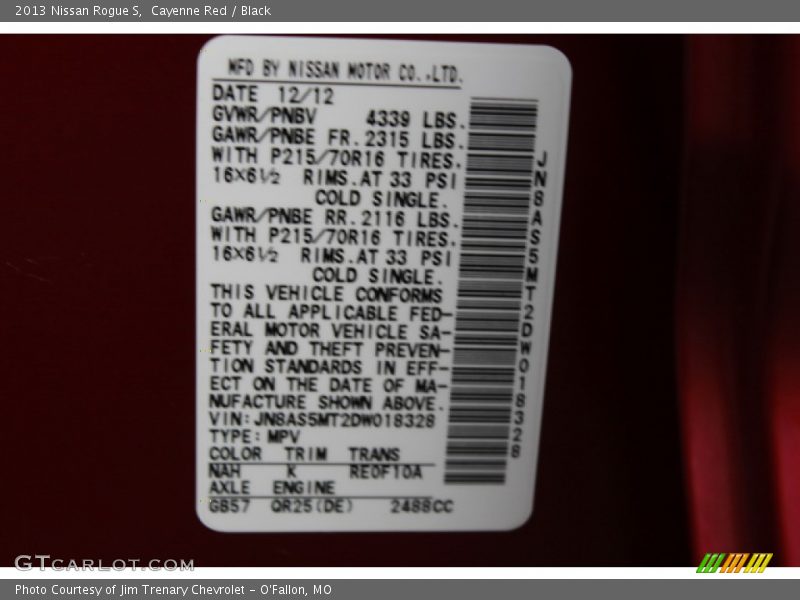 2013 Nissan Rogue S,  Cayenne Red / Black
MFD BY NISSAN MOTOR CO.,LTD.
DATE 12/12
GVWR/PNBV 4339 LBS.
GAWR/PNBE FR.2315 LBS.
WITH P215/70R16 TIRES.
16×6½ RIMS.AT 33 PSI
COLD SINGLE.
GAWR/PNBE RR.2116 LBS.
WITH P215/70R16 TIRES.
16×6½ RIMS.AT 33 PSI
COLD SINGLE.
THIS VEHICLE CONFORMS
TO ALL APPLICABLE FED-
ERAL MOTOR VEHICLE SA-
FETY AND THEFT PREVEN-
TION STANDARDS IN EFF-
ECT ON THE DATE OF MA-
NUFACTURE SHOWN ABOVE.
VIN:JN8AS5MT2DW018328
TYPE:MPV
COLOR TRIM TRANS
NAH K RE0F10A
AXLE ENGINE
GB57 QR25(DE) 2488CC
JN8AS5MT2DW018328
GTCARLOT.COM
Photo Courtesy of Jim Trenary Chevrolet - O'Fallon, MO